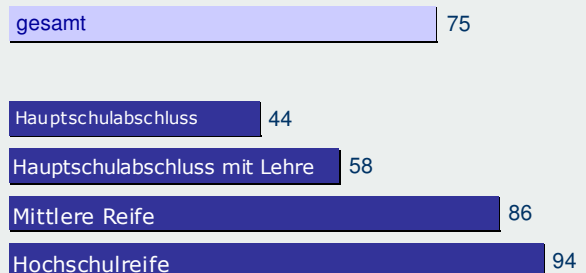 gesamt 75
Hauptschulabschluss 44
Hauptschulabschluss mit Lehre 58
Mittlere Reife 86
Hochschulreife 94